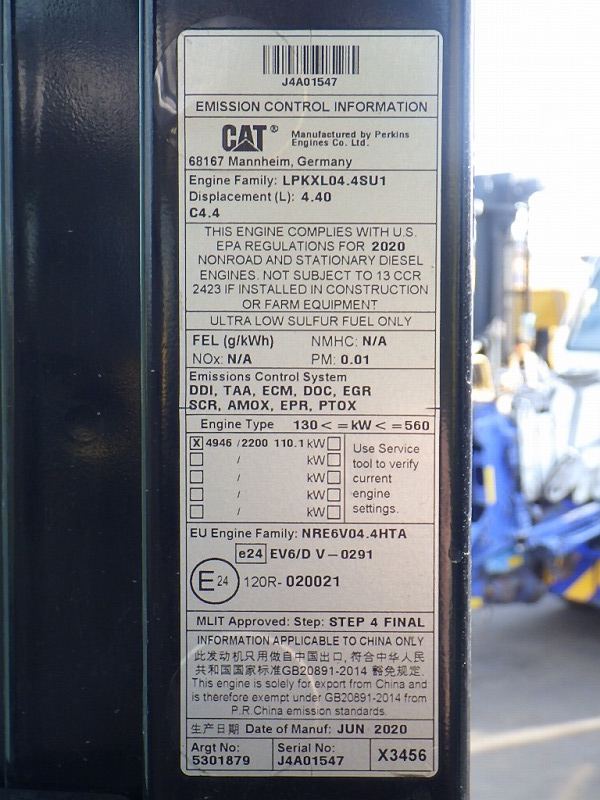 J4A01547
EMISSION CONTROL INFORMATION
CAT® Manufactured by Perkins
Engines Co. Ltd.
68167 Mannheim, Germany
Engine Family: LPKXL04.4SU1
Displacement (L): 4.40
C4.4
THIS ENGINE COMPLIES WITH U.S.
EPA REGULATIONS FOR 2020
NONROAD AND STATIONARY DIESEL
ENGINES. NOT SUBJECT TO 13 CCR
2423 IF INSTALLED IN CONSTRUCTION
OR FARM EQUIPMENT
ULTRA LOW SULFUR FUEL ONLY
FEL (g/kWh) NMHC: N/A
NOx: N/A PM: 0.01
Emissions Control System
DDI, TAA, ECM, DOC, EGR
SCR, AMOX, EPR, PTOX
Engine Type 130 < = kW < = 560
X 4946 / 2200 110.1 kW
/ kW
/ kW
/ kW
/ kW
Use Service
tool to verify
current
engine
settings.
EU Engine Family: NRE6V04.4HTA
e24 EV6/D V-0291
E24 120R-020021
MLIT Approved: Step: STEP 4 FINAL
INFORMATION APPLICABLE TO CHINA ONLY
此发动机只用做自中国出口, 符合中华人民
共和国国家标准GB20891-2014 豁免规定.
This engine is solely for export from China and
is therefore exempt under GB20891-2014 from
P.R.China emission standards.
生产日期 Date of Manuf: JUN 2020
Argt No:
5301879
Serial No:
J4A01547
X3456